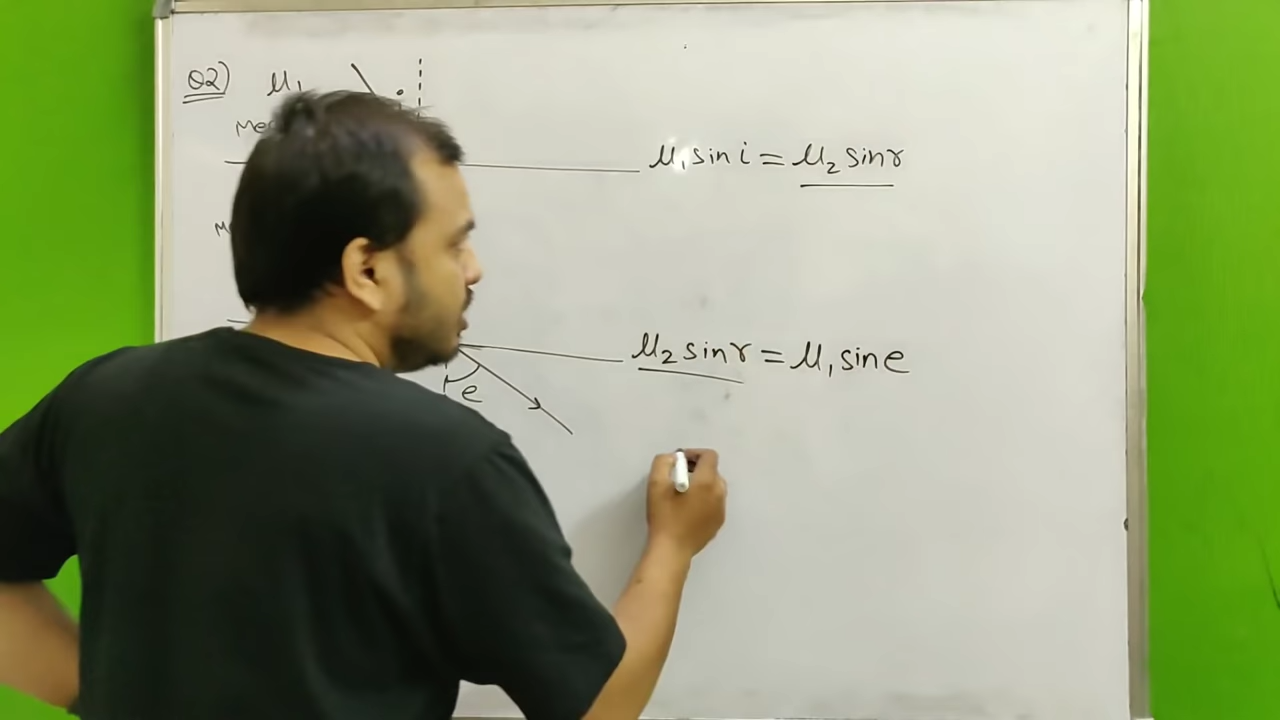 Q2) μ₁
μ₁ sin i = μ₂ sin r
μ₂ sin r = μ₁ sin e
e